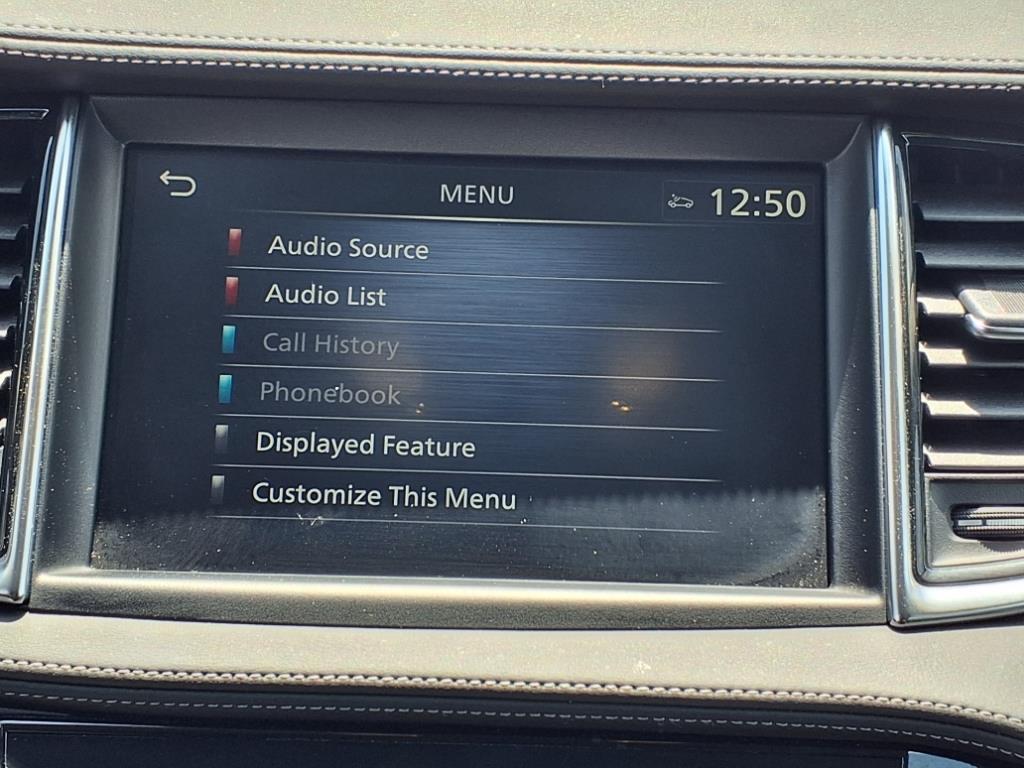 MENU
12:50
Audio Source
Audio List
Call History
Phonebook
Displayed Feature
Customize This Menu